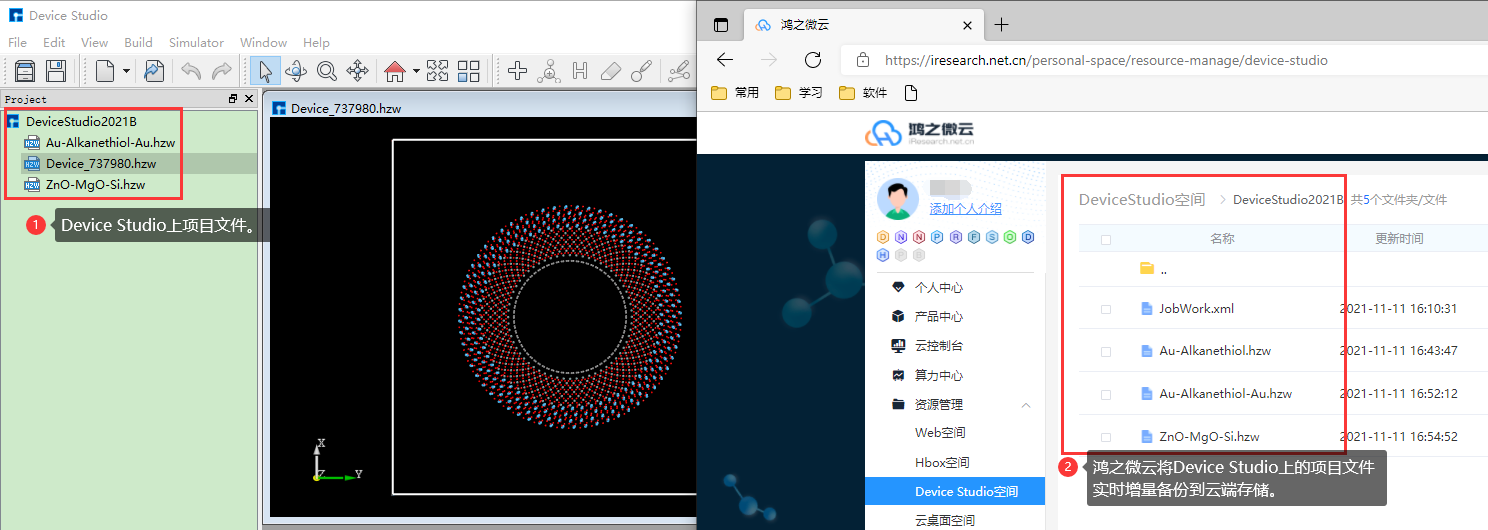 Device Studio
File Edit View Build Simulator Window Help
Project
DeviceStudio2021B
Au-Alkanethiol-Au.hzw
Device_737980.hzw
ZnO-MgO-Si.hzw
1 Device Studio上项目文件。
Device_737980.hzw
X
Z
Y
鸿之微云
https://iresearch.net.cn/personal-space/resource-manage/device-studio
常用 学习 软件
鸿之微云
iResearch.net.cn
添加个人介绍
D N N P R F S O D
H P B
个人中心
产品中心
云控制台
算力中心
资源管理
Web空间
Hbox空间
Device Studio空间
云桌面空间
DeviceStudio空间 DeviceStudio2021B 共5个文件夹/文件
名称 更新时间
..
JobWork.xml 2021-11-11 16:10:31
Au-Alkanethiol.hzw 2021-11-11 16:43:47
Au-Alkanethiol-Au.hzw 2021-11-11 16:52:12
ZnO-MgO-Si.hzw 2021-11-11 16:54:52
2 鸿之微云将Device Studio上的项目文件
实时增量备份到云端存储。